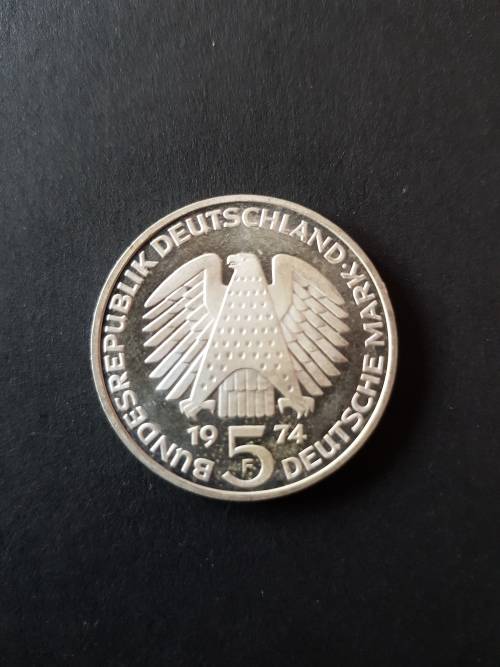 BUNDESREPUBLIK DEUTSCHLAND · DEUTSCHE MARK
19 74
5
F